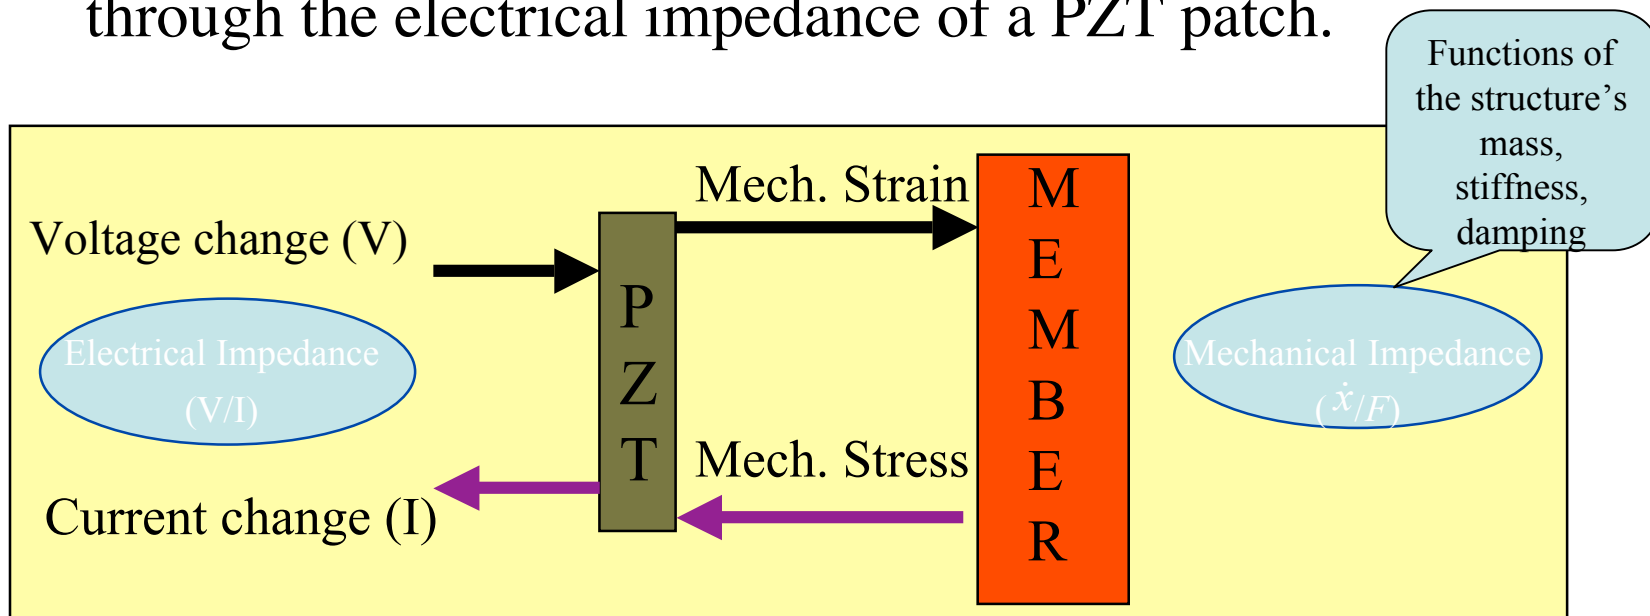 through the electrical impedance of a PZT patch.
Functions of
the structure’s
mass,
stiffness,
damping
Mech. Strain
Voltage change (V)
Electrical Impedance
(V/I)
P
Z
T
M
E
M
B
E
R
Mechanical Impedance
(ẋ/F)
Mech. Stress
Current change (I)